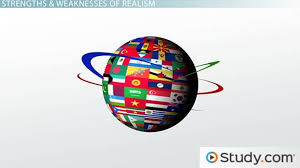 STRENGTHS & WEAKNESSES OF REALISM
Study.com